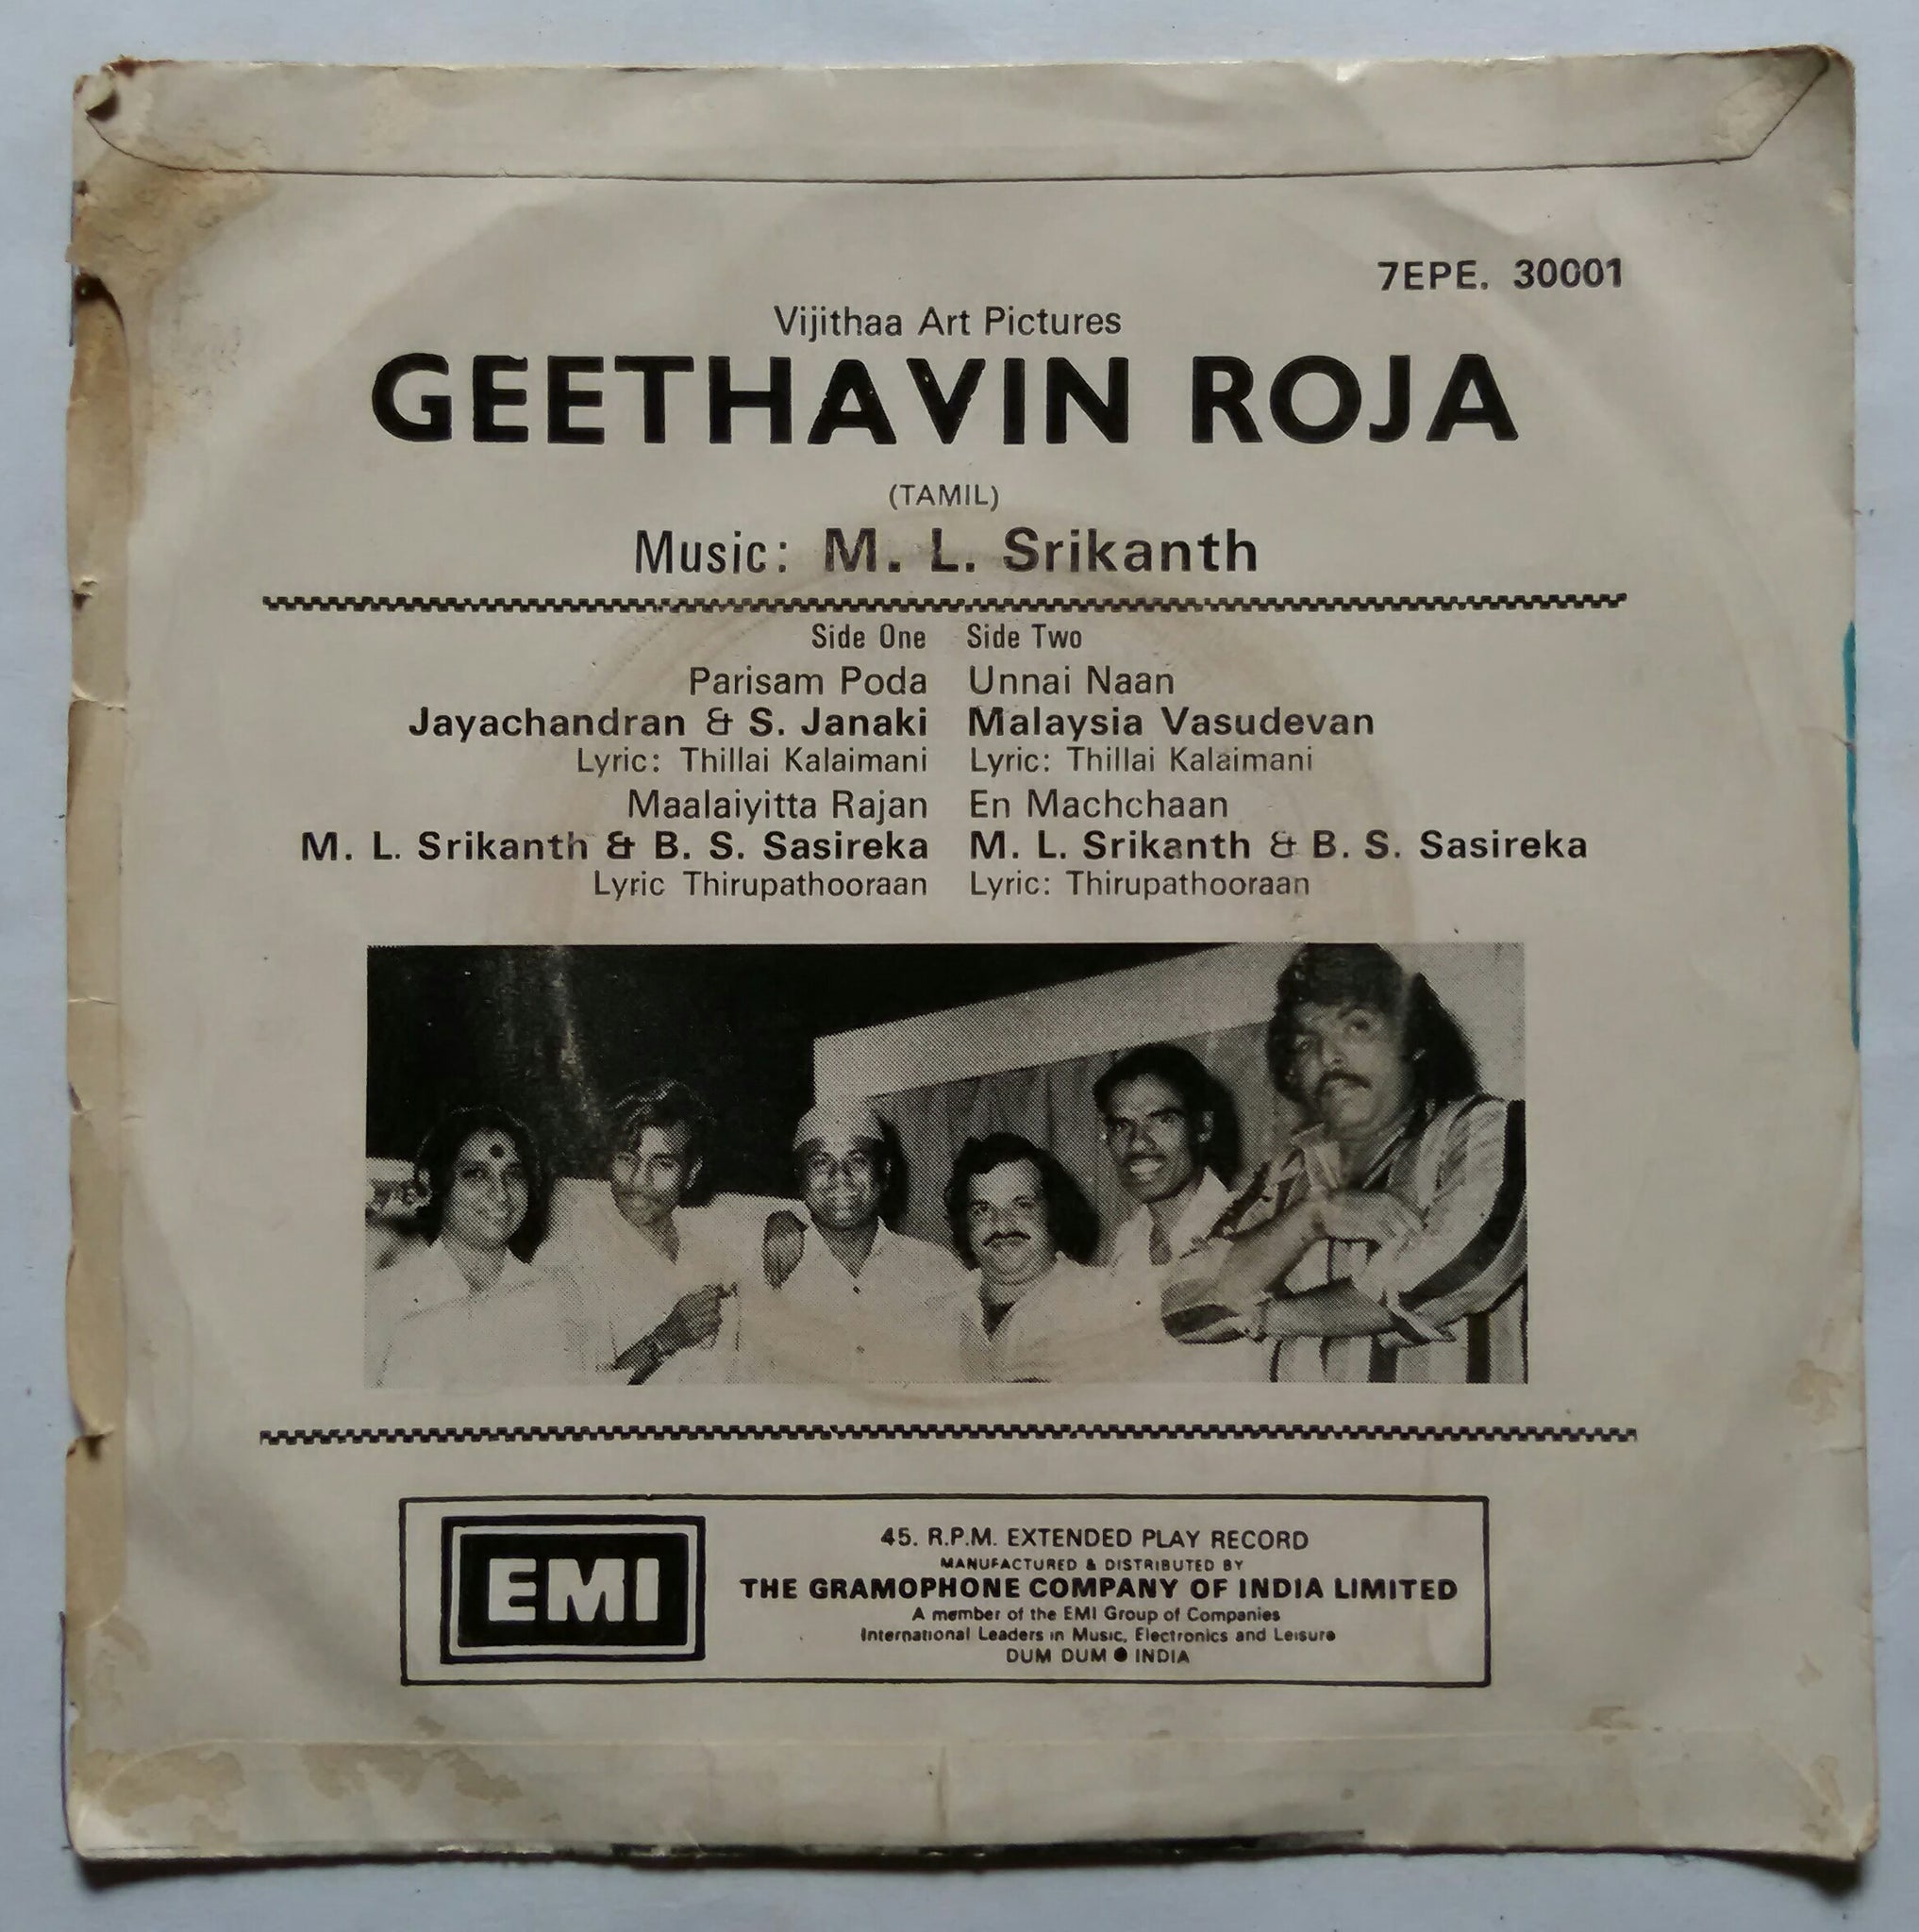 7EPE. 30001
Vijithaa Art Pictures
GEETHAVIN ROJA
(TAMIL)
Music: M. L. Srikanth
Side One
Parisam Poda
Jayachandran & S. Janaki
Lyric: Thillai Kalaimani
Maalaiyitta Rajan
M. L. Srikanth & B. S. Sasireka
Lyric Thirupathooraan
Side Two
Unnai Naan
Malaysia Vasudevan
Lyric: Thillai Kalaimani
En Machchaan
M. L. Srikanth & B. S. Sasireka
Lyric: Thirupathooraan
EMI
45. R.P.M. EXTENDED PLAY RECORD
MANUFACTURED & DISTRIBUTED BY
THE GRAMOPHONE COMPANY OF INDIA LIMITED
A member of the EMI Group of Companies
International Leaders in Music, Electronics and Leisure
DUM DUM ● INDIA